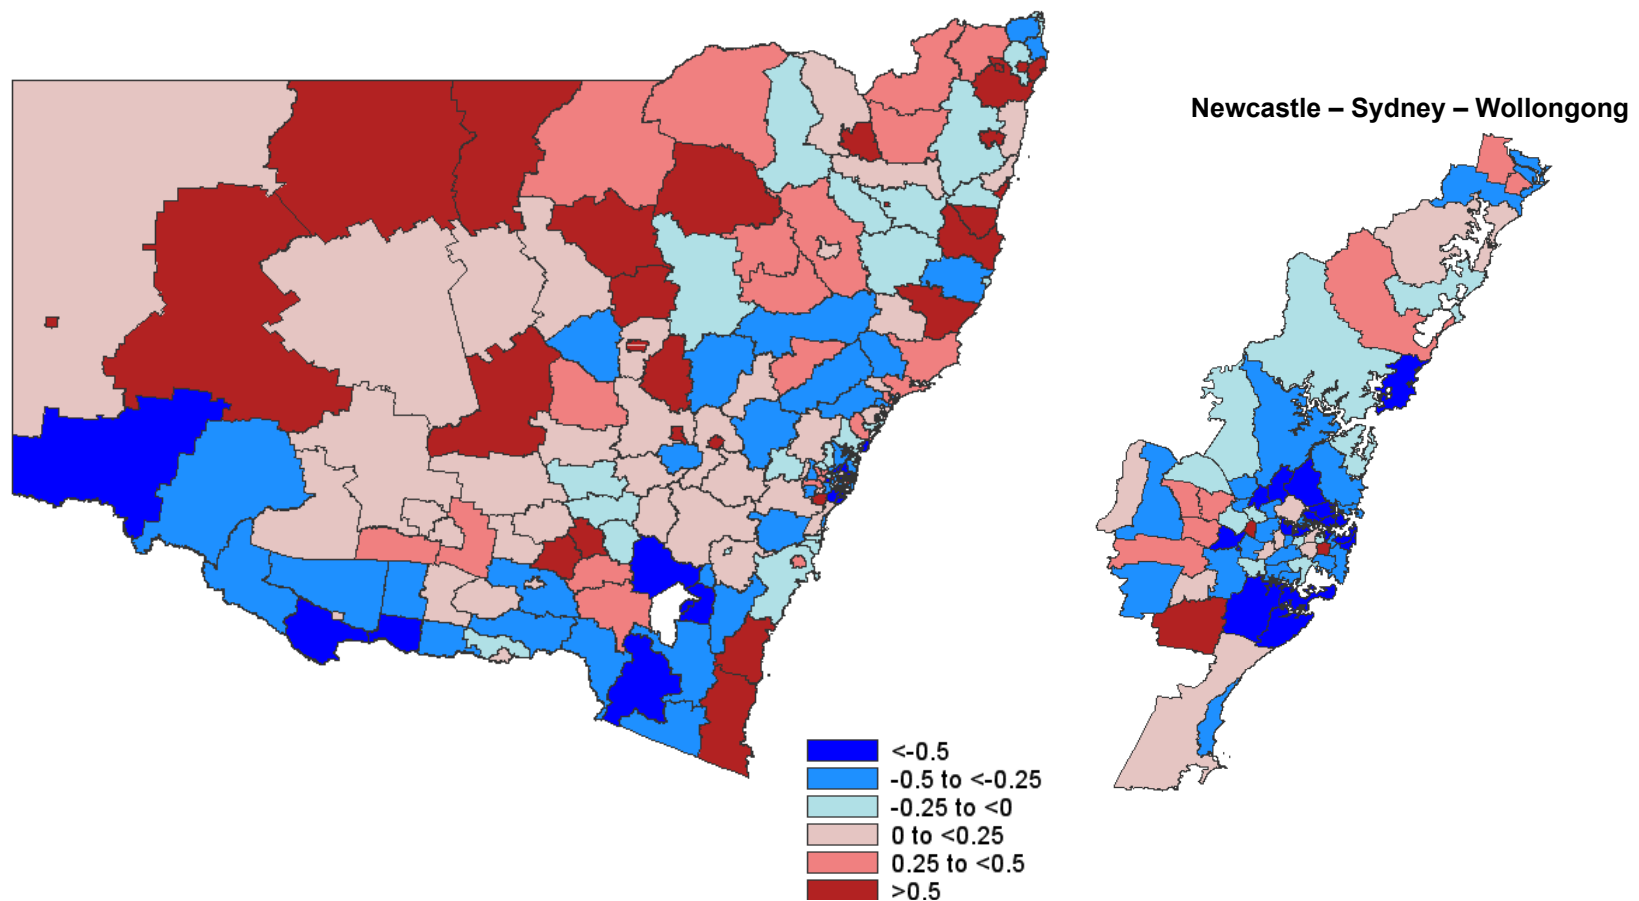 Newcastle – Sydney – Wollongong
<-0.5
-0.5 to <-0.25
-0.25 to <0
0 to <0.25
0.25 to <0.5
>0.5